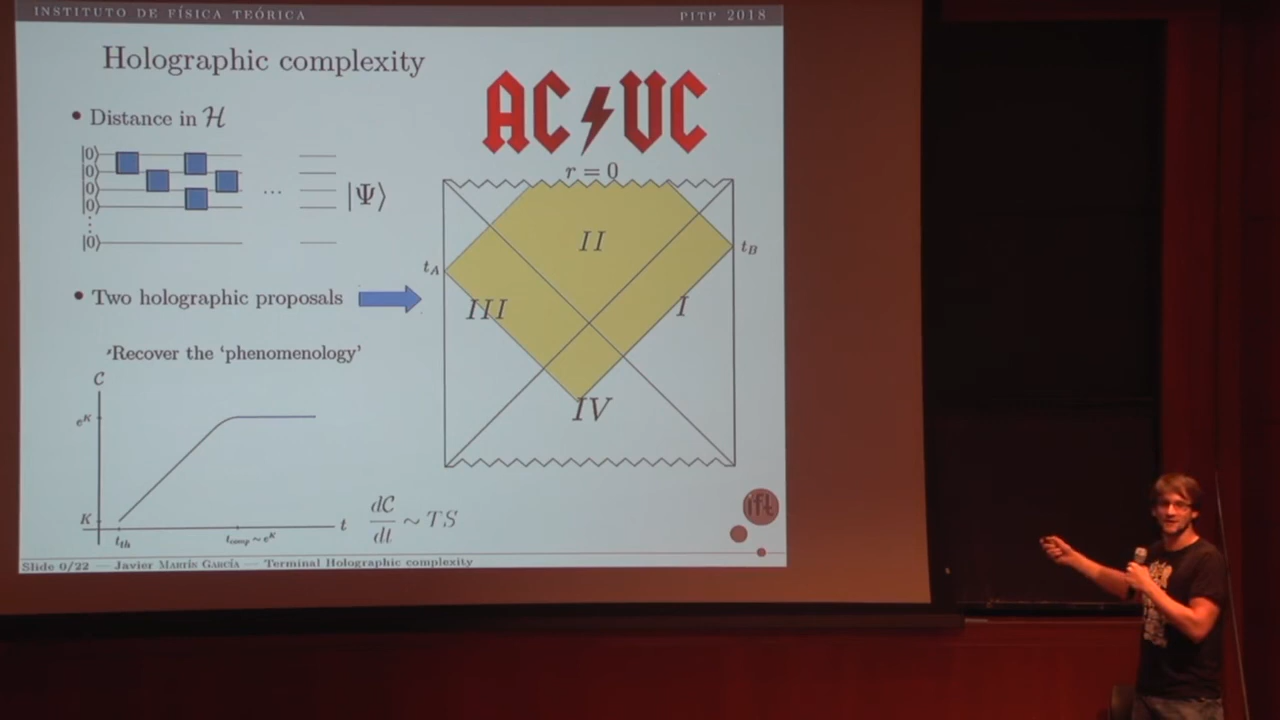 INSTITUTO DE FÍSICA TEÓRICA
PITP 2018
Holographic complexity
AC⚡VC
• Distance in ℋ
|0⟩
|0⟩
|0⟩
|0⟩
⋮
|0⟩
...
|Ψ⟩
r = 0
II
t_A
t_B
III
I
IV
• Two holographic proposals
'Recover the ‘phenomenology’
C
e^K
K
t_th
t_comp ~ e^K
t
dC/dt ~ TS
ift
Slide 0/22 — Javier Martín García — Terminal Holographic complexity